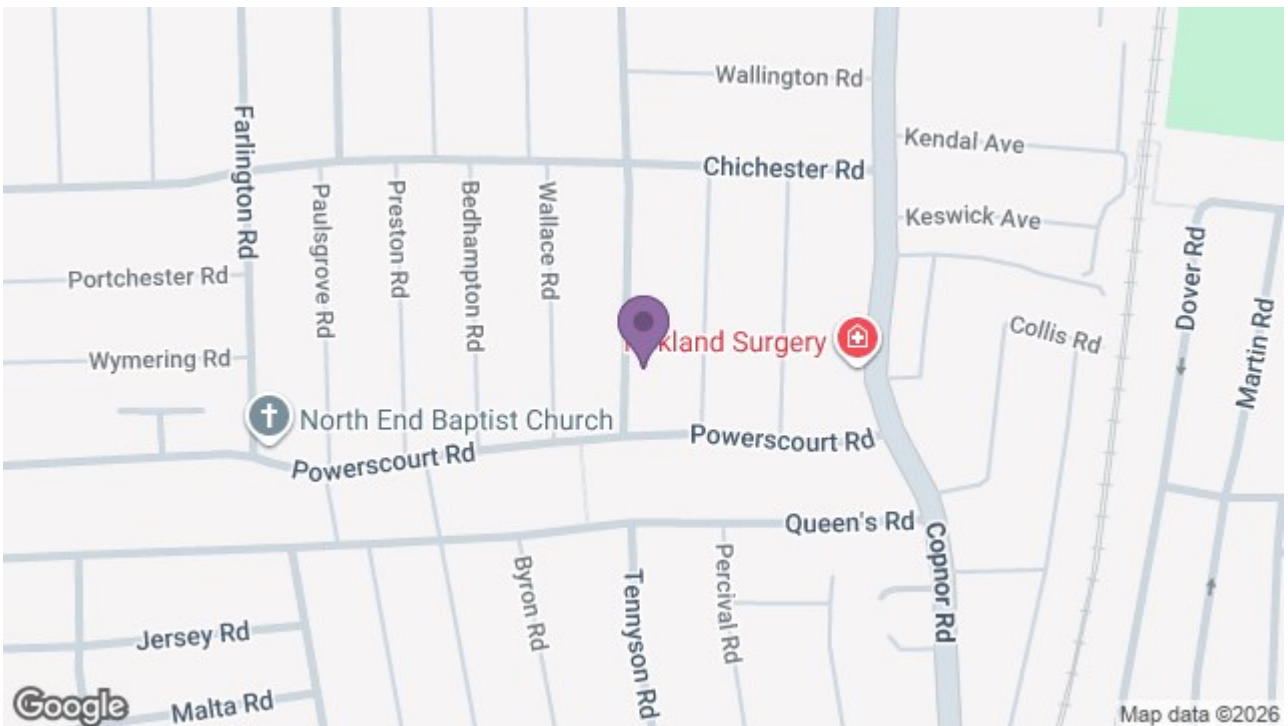 Wallington Rd
Farlington Rd
Chichester Rd
Kendal Ave
Paulsgrove Rd
Preston Rd
Bedhampton Rd
Wallace Rd
Keswick Ave
Portchester Rd
Dover Rd
Martin Rd
Collis Rd
Surgery
Wymering Rd
North End Baptist Church
Powerscourt Rd
Powerscourt Rd
Queen's Rd
Copnor Rd
Byron Rd
Tennyson Rd
Percival Rd
Jersey Rd
Malta Rd
Google
Map data ©2026